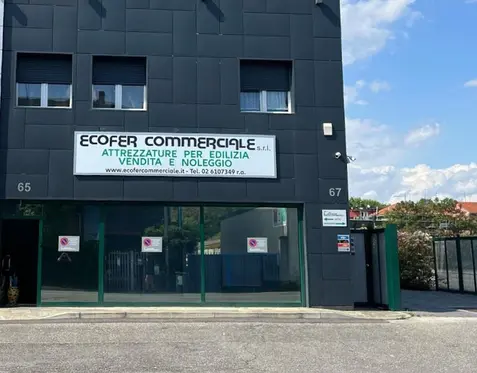 ECOFER COMMERCIALE s.r.l.
ATTREZZATURE PER EDILIZIA
VENDITA E NOLEGGIO
www.ecofercommerciale.it - Tel. 02 6107349 r.a.
65
67